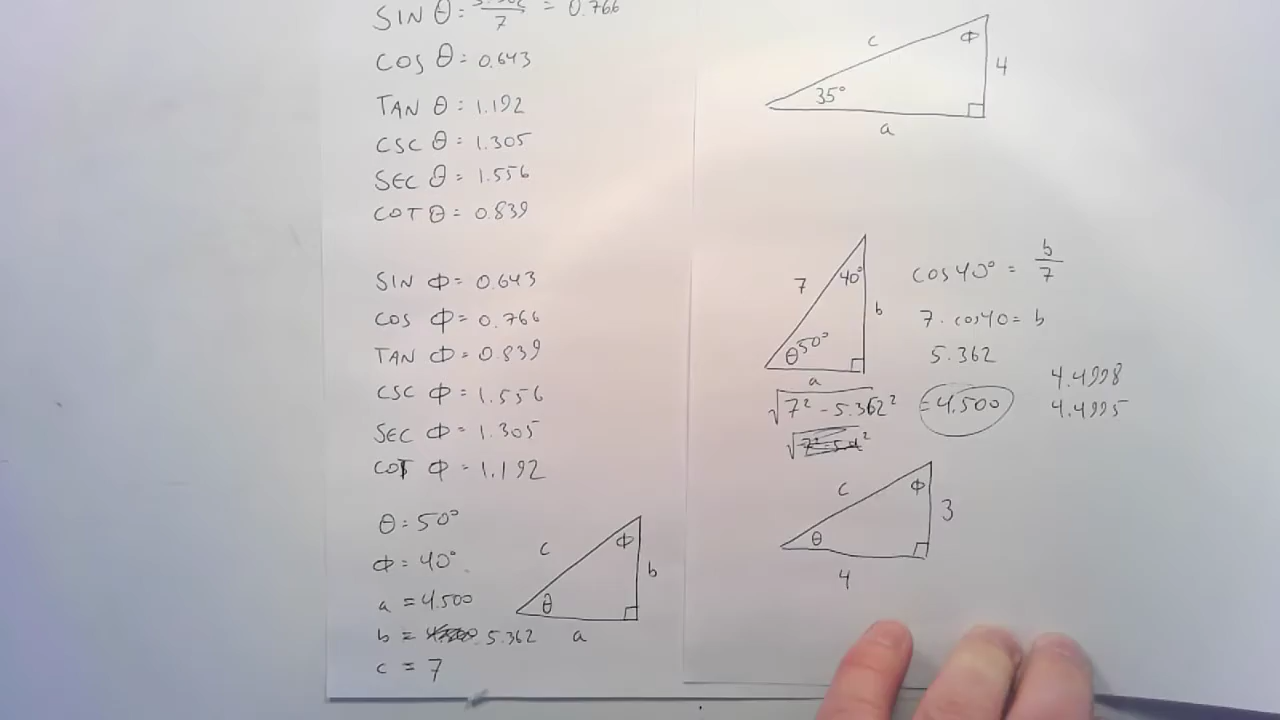 SIN θ = 5.362/7 = 0.766
COS θ = 0.643
TAN θ = 1.192
CSC θ = 1.305
SEC θ = 1.556
COT θ = 0.839
SIN Φ = 0.643
COS Φ = 0.766
TAN Φ = 0.839
CSC Φ = 1.556
SEC Φ = 1.305
COT Φ = 1.192
θ = 50°
Φ = 40°
a = 4.500
b = 5.362
c = 7
c
Φ
b
θ
a
c
Φ
4
35°
a
7
40°
b
θ 50°
a
cos 40° = b/7
7 · cos 40 = b
5.362
√7² - 5.362² = 4.500
4.4998
4.4995
c
Φ
3
θ
4